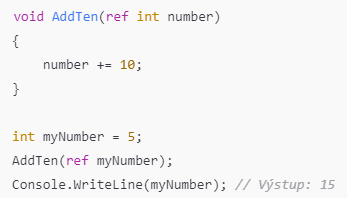 void AddTen(ref int number)
{
    number += 10;
}

int myNumber = 5;
AddTen(ref myNumber);
Console.WriteLine(myNumber); // Výstup: 15